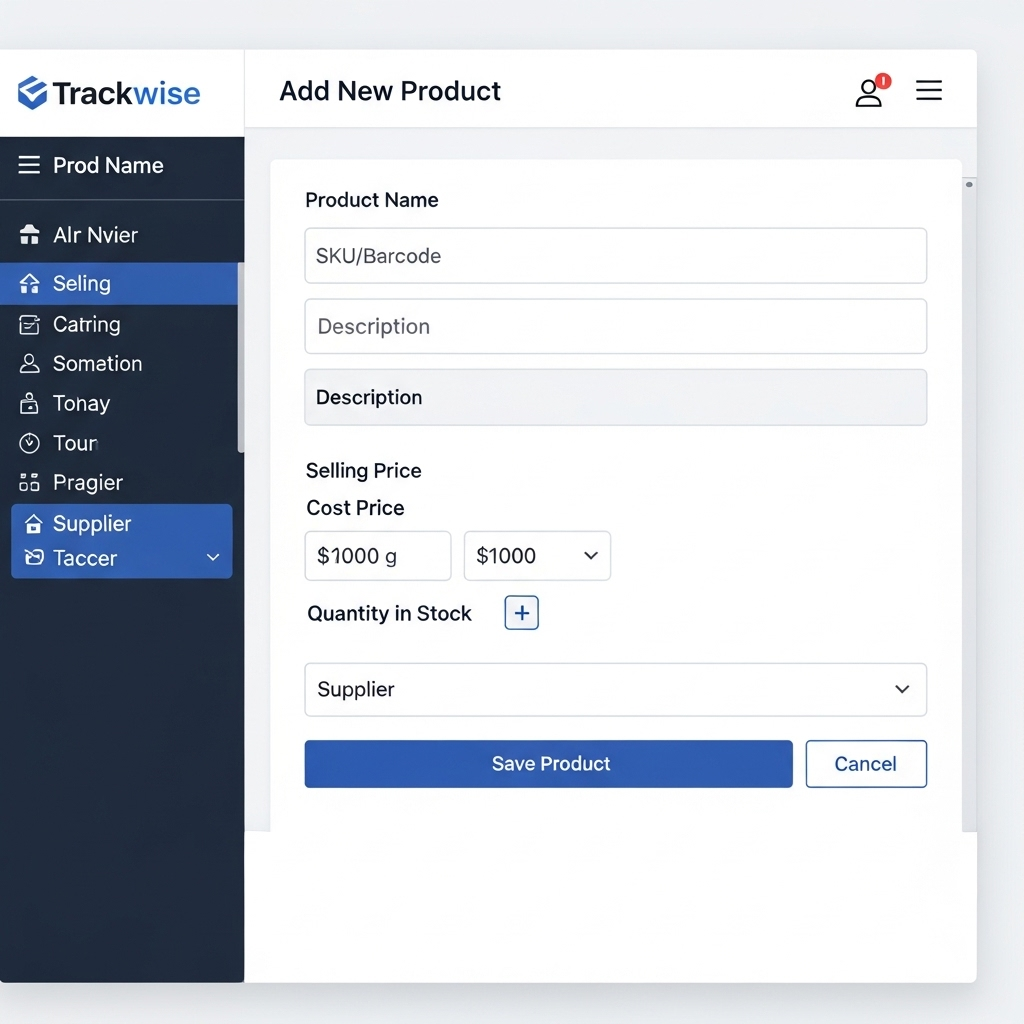 Trackwise
Add New Product
Prod Name
Alr Nvier
Seling
Catring
Somation
Tonay
Tour
Pragier
Supplier
Taccer
Product Name
SKU/Barcode
Description
Description
Selling Price
Cost Price
$1000 g
$1000
Quantity in Stock
+
Supplier
Save Product
Cancel